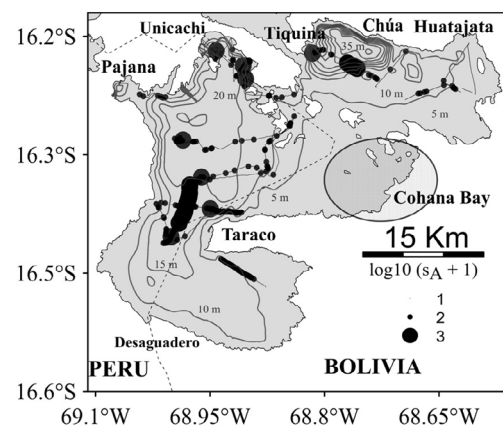 16.2°S
16.3°S
16.5°S
16.6°S
69.1°W
68.95°W
68.8°W
68.65°W
Unicachi
Tiquina
Chúa
Huatajata
Pajana
35 m
20 m
10 m
5 m
5 m
Cohana Bay
Taraco
15 m
10 m
Desaguadero
15 Km
log10 (sA + 1)
1
2
3
PERU
BOLIVIA